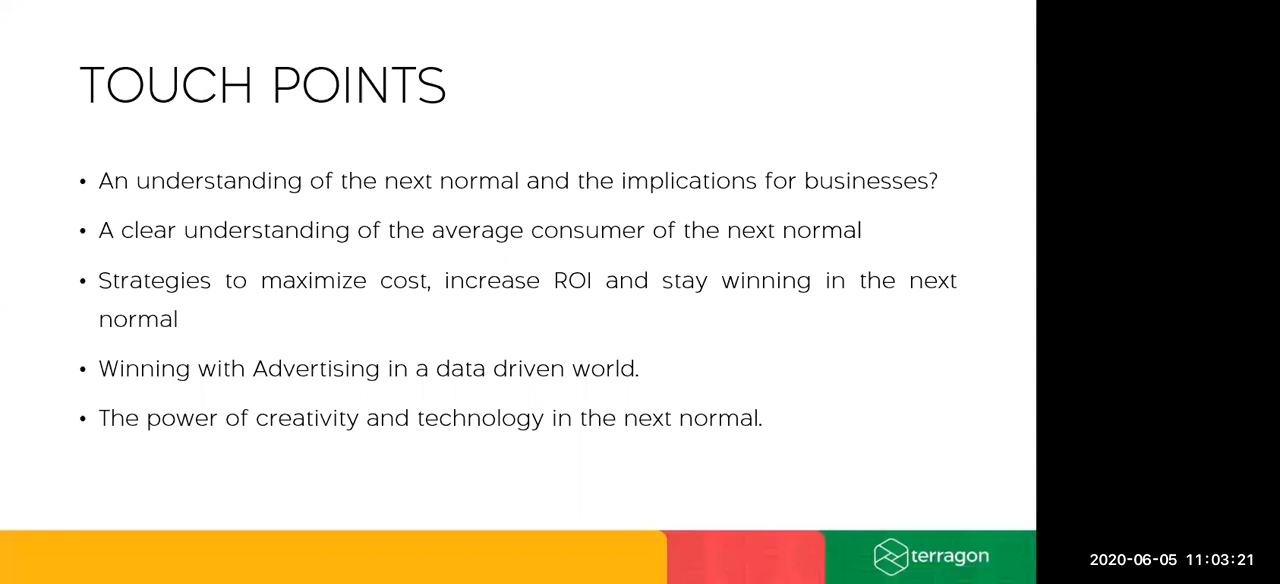 TOUCH POINTS
• An understanding of the next normal and the implications for businesses?
• A clear understanding of the average consumer of the next normal
• Strategies to maximize cost, increase ROI and stay winning in the next
normal
• Winning with Advertising in a data driven world.
• The power of creativity and technology in the next normal.
terragon
2020-06-05 11:03:21